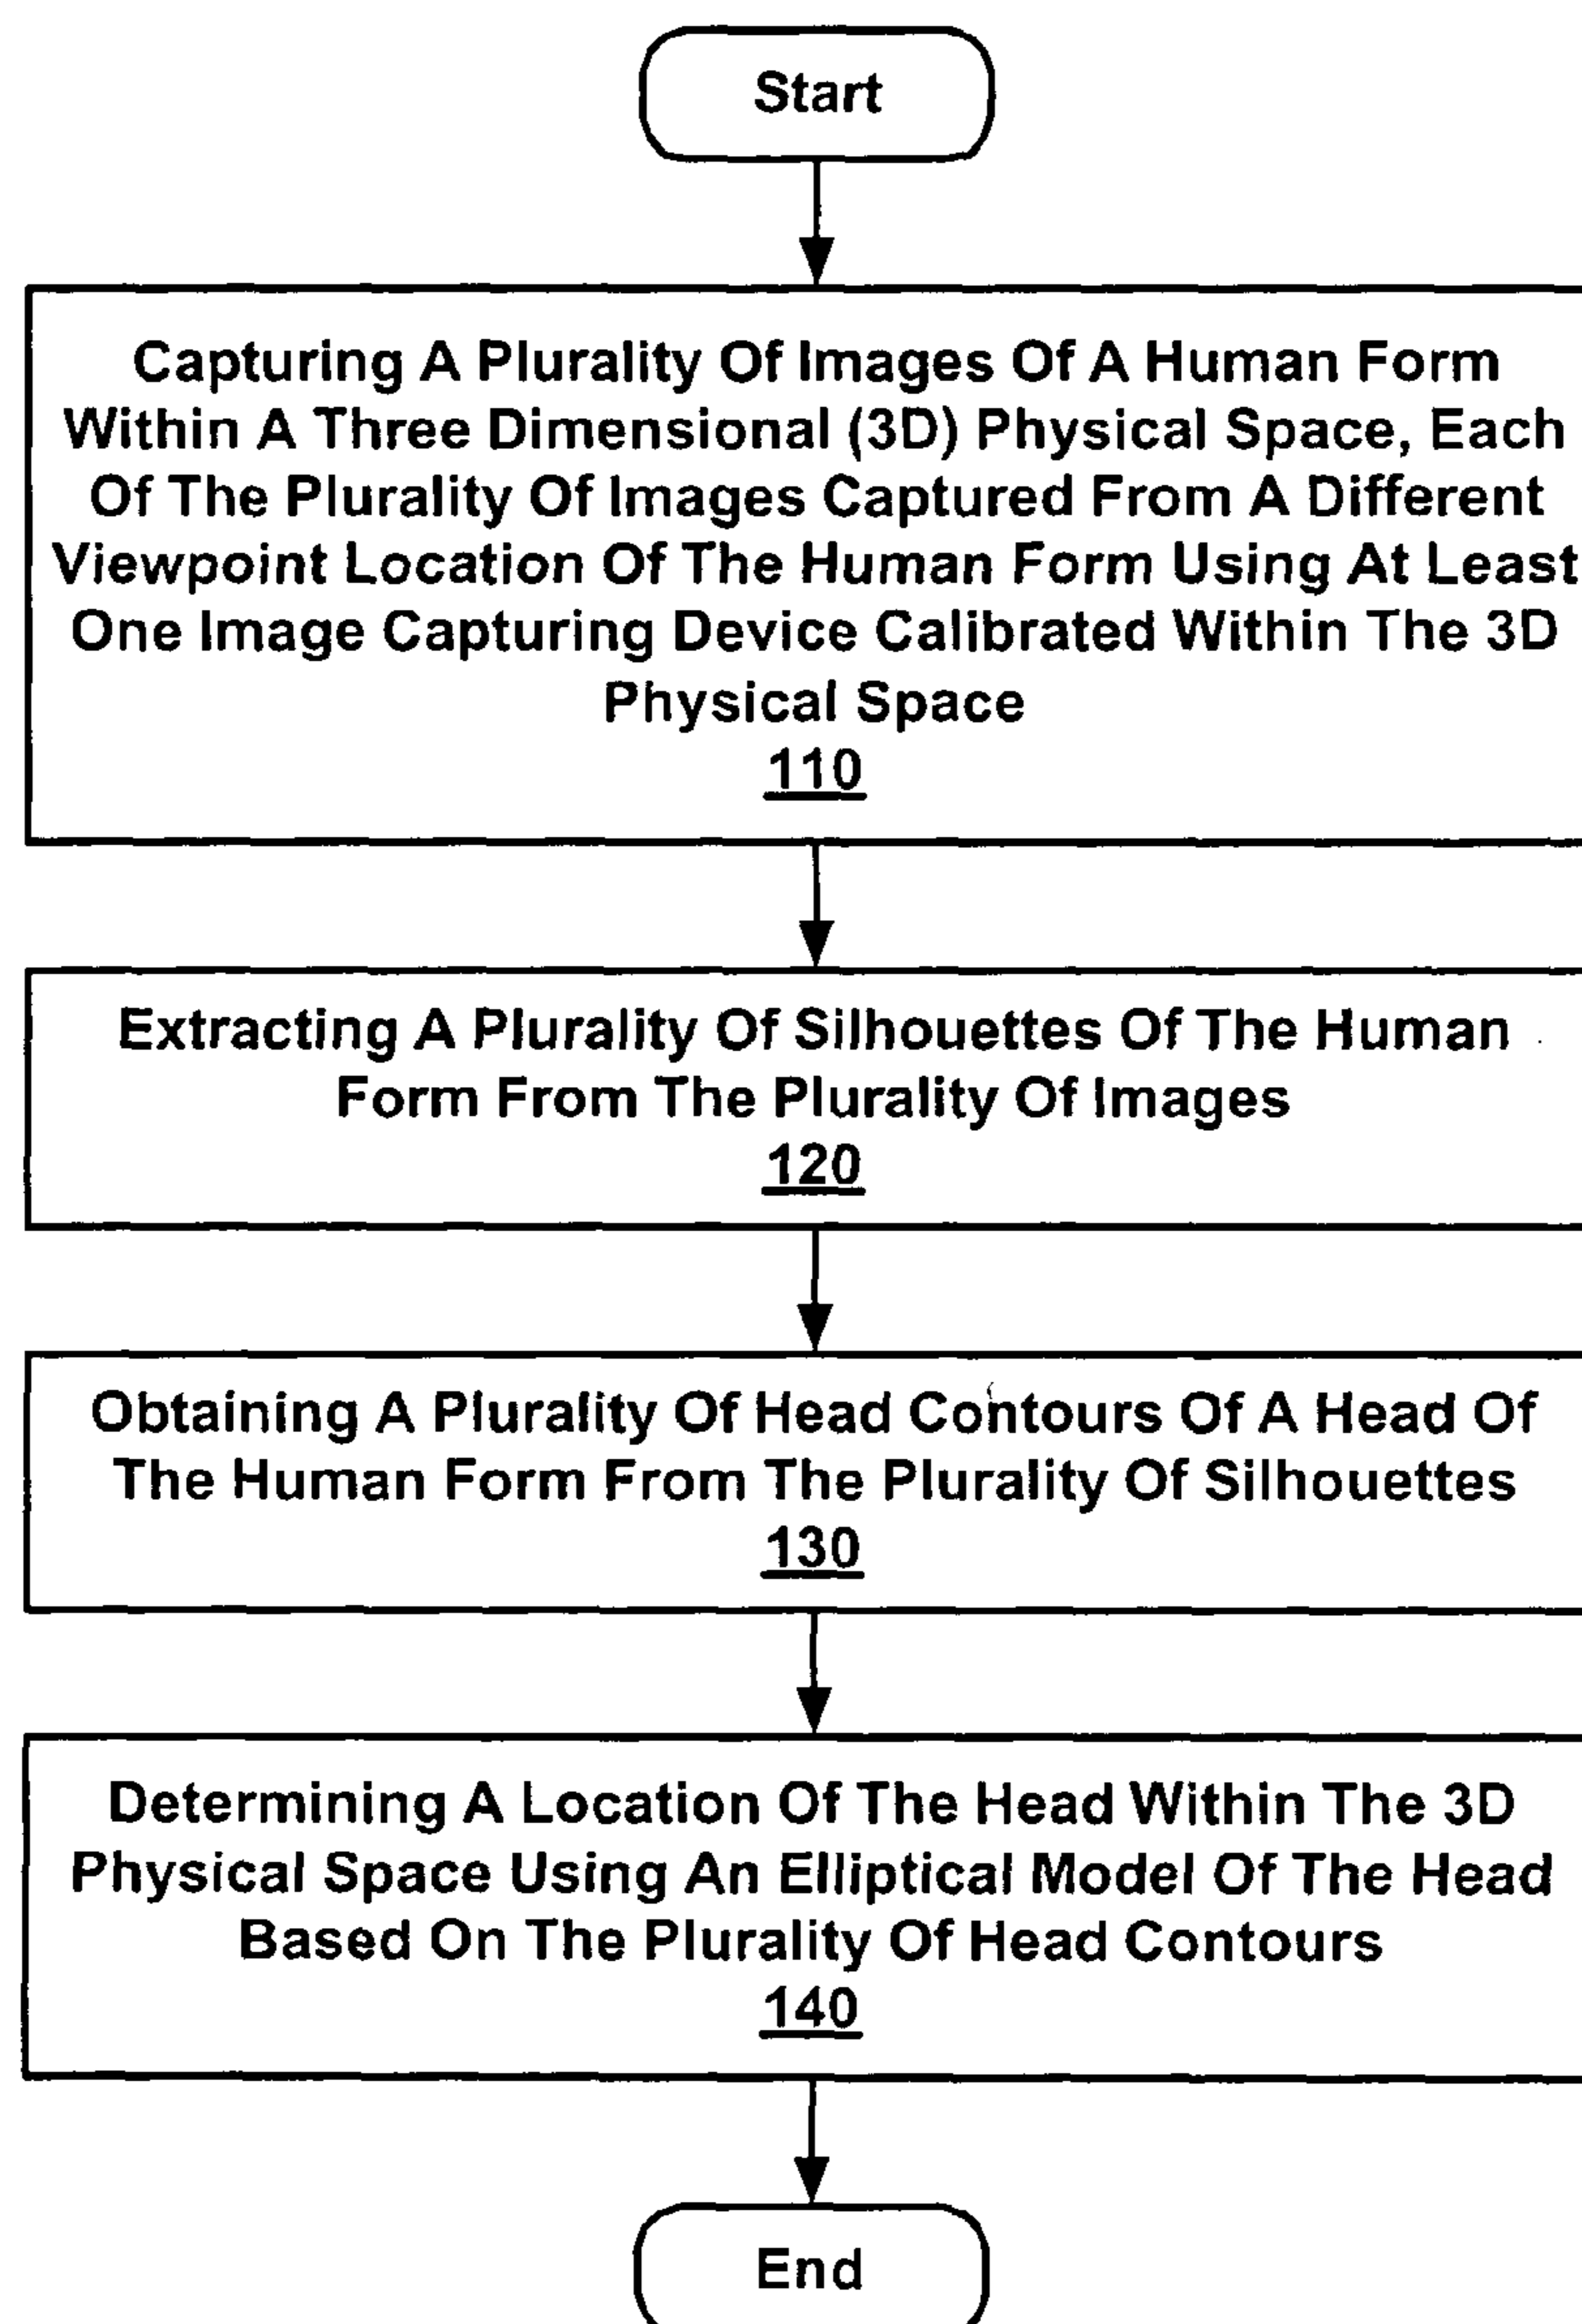 Start
Capturing A Plurality Of Images Of A Human Form
Within A Three Dimensional (3D) Physical Space, Each
Of The Plurality Of Images Captured From A Different
Viewpoint Location Of The Human Form Using At Least
One Image Capturing Device Calibrated Within The 3D
Physical Space
110
Extracting A Plurality Of Silhouettes Of The Human
Form From The Plurality Of Images
120
Obtaining A Plurality Of Head Contours Of A Head Of
The Human Form From The Plurality Of Silhouettes
130
Determining A Location Of The Head Within The 3D
Physical Space Using An Elliptical Model Of The Head
Based On The Plurality Of Head Contours
140
End